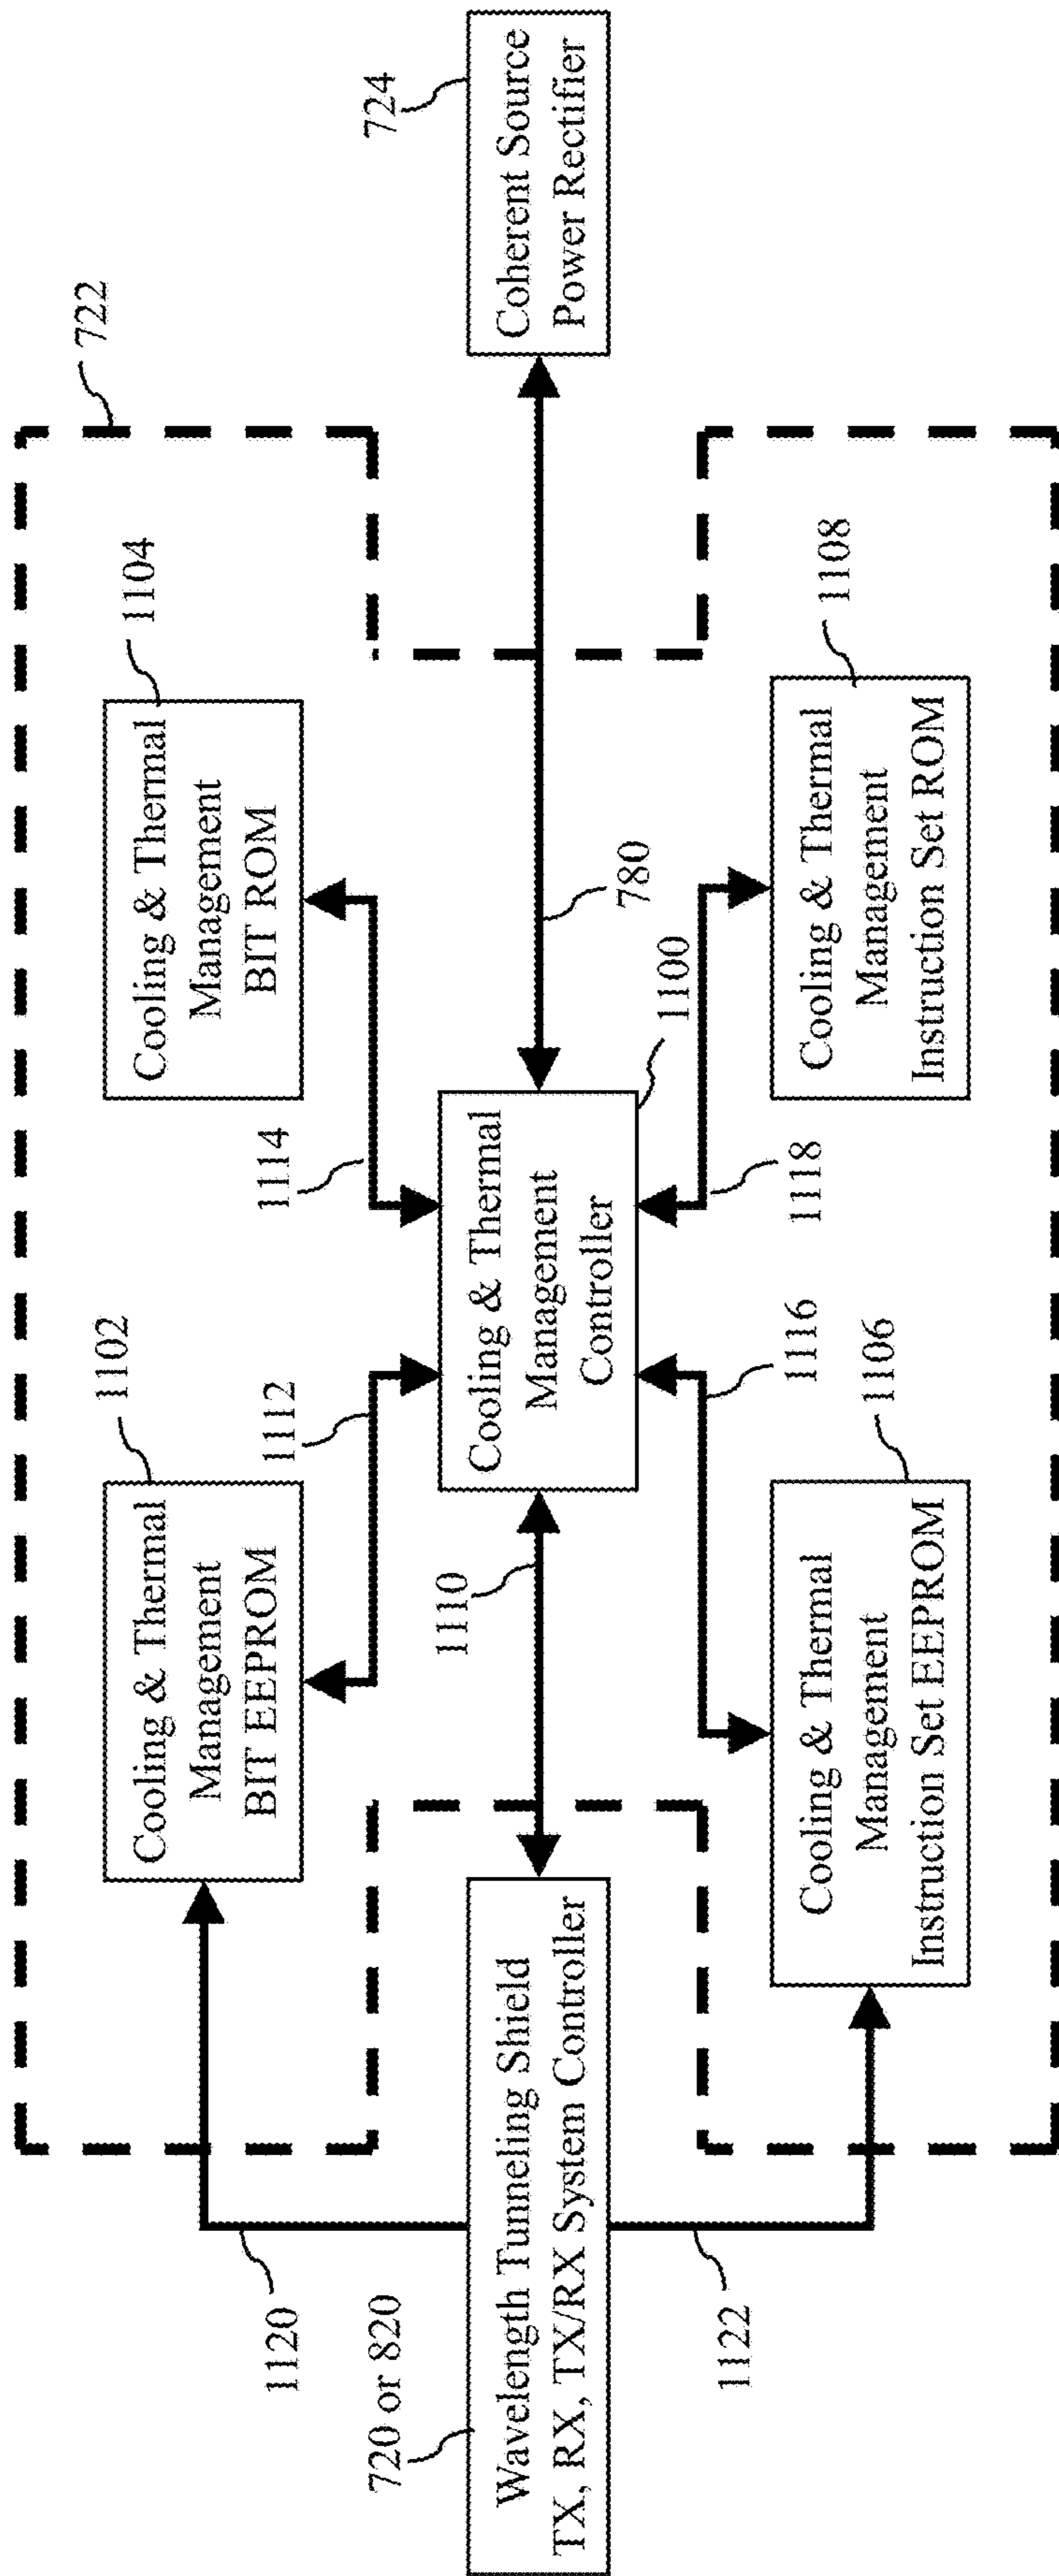 722
1102
Cooling & Thermal
Management
BIT EEPROM
1104
Cooling & Thermal
Management
BIT ROM
1120
1112
1114
724
720 or 820
Wavelength Tunneling Shield
TX, RX, TX/RX System Controller
1110
Cooling & Thermal
Management
Controller
1100
780
Coherent Source
Power Rectifier
1122
1116
1118
1106
Cooling & Thermal
Management
Instruction Set EEPROM
1108
Cooling & Thermal
Management
Instruction Set ROM